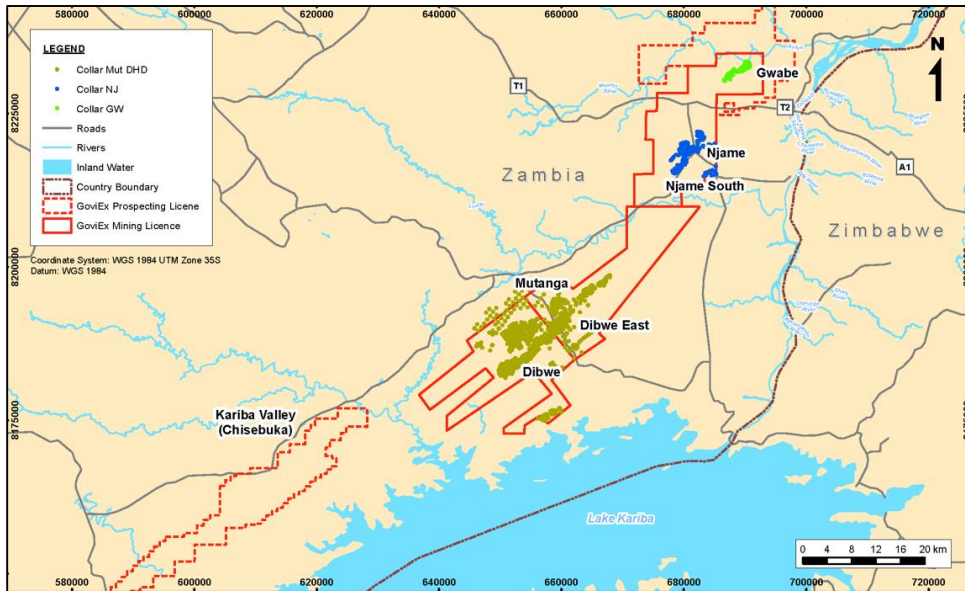 580000 600000 620000 640000 660000 680000 700000 720000
LEGEND
Collar Mut DHD
Collar NJ
Collar GW
Roads
Rivers
Inland Water
Country Boundary
GoviEx Prospecting Licene
GoviEx Mining Licence
Coordinate System: WGS 1984 UTM Zone 35S
Datum: WGS 1984
N
T1
T2
A1
Gwabe
Njame
Njame South
Zambia
Zimbabwe
Mutanga
Dibwe East
Dibwe
Kariba Valley
(Chisebuka)
Lake Kariba
8225000
8200000
8175000
8200000
8175000
0 4 8 12 16 20 km
580000 600000 620000 640000 660000 680000 700000 720000